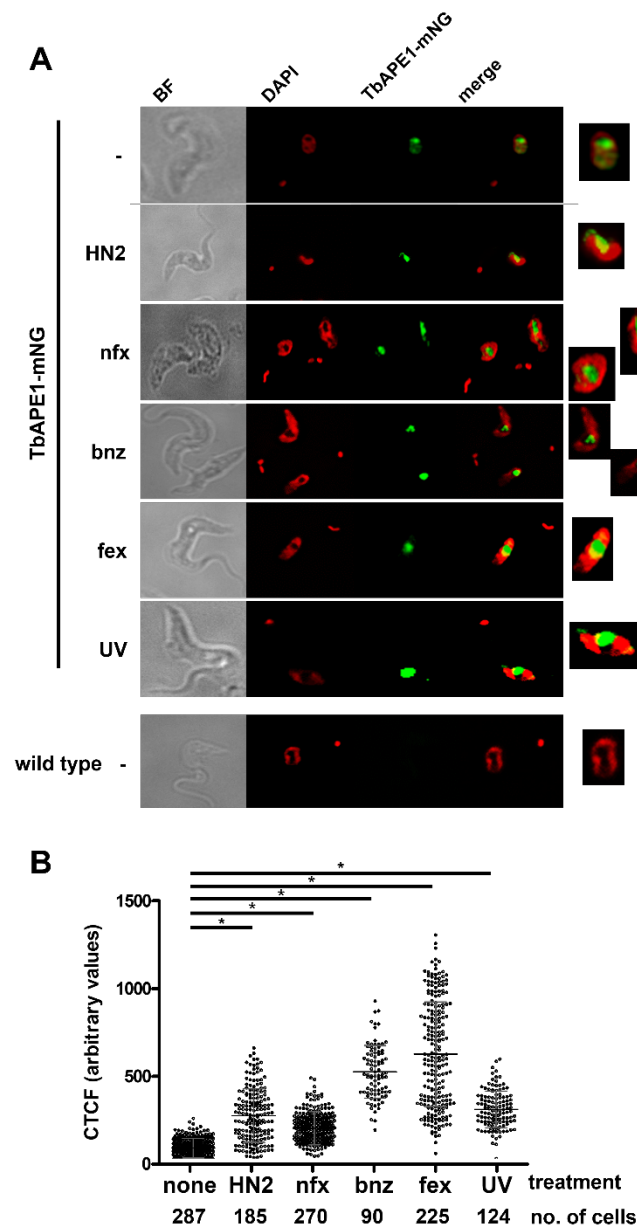 A
BF DAPI TbAPE1-mNG merge
TbAPE1-mNG
-
HN2
nfx
bnz
fex
UV
wild type -
B
*
*
*
*
*
CTCF (arbitrary values)
1500
1000
500
0
none HN2 nfx bnz fex UV treatment
287 185 270 90 225 124 no. of cells